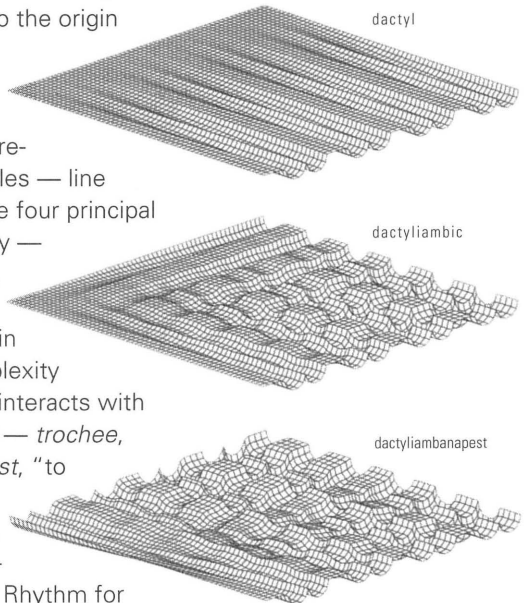 o the origin
re-
les — line
e four principal
y —
in
plexity
interacts with
— trochee,
st, “to
Rhythm for
dactyl
dactyliambic
dactyliambanapest